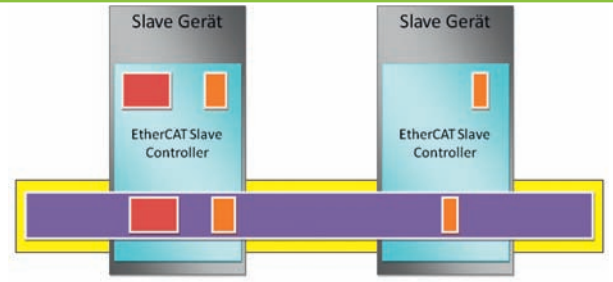 Slave Gerät
EtherCAT Slave
Controller
Slave Gerät
EtherCAT Slave
Controller